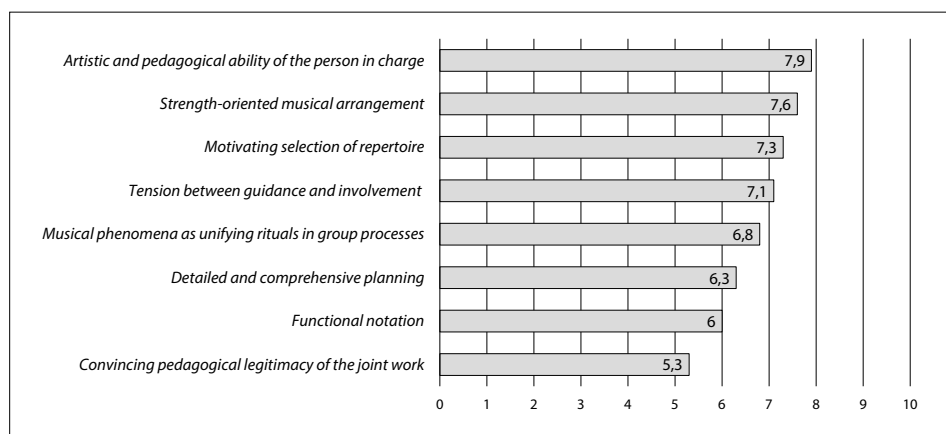 Artistic and pedagogical ability of the person in charge 7,9
Strength-oriented musical arrangement 7,6
Motivating selection of repertoire 7,3
Tension between guidance and involvement 7,1
Musical phenomena as unifying rituals in group processes 6,8
Detailed and comprehensive planning 6,3
Functional notation 6
Convincing pedagogical legitimacy of the joint work 5,3
0 1 2 3 4 5 6 7 8 9 10